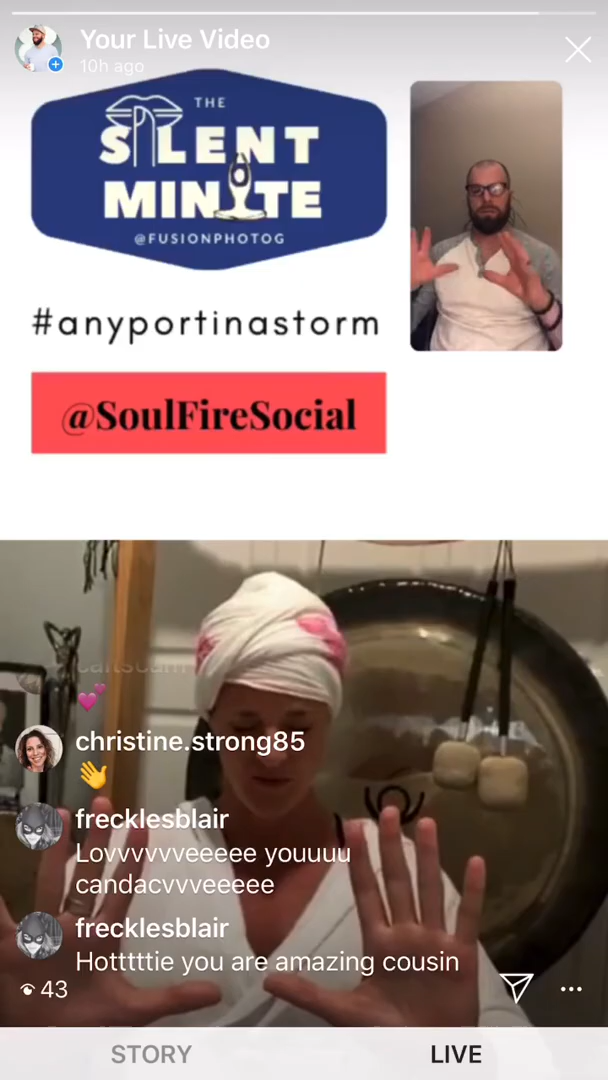 Your Live Video
10h ago
THE
SILENT
MINUTE
@FUSIONPHOTOG
#anyportinastorm
@SoulFireSocial
christine.strong85
👋
frecklesblair
Lovvvvvveeeee youuuu
candacvvveeeee
frecklesblair
Hotttttie you are amazing cousin
43
STORY
LIVE